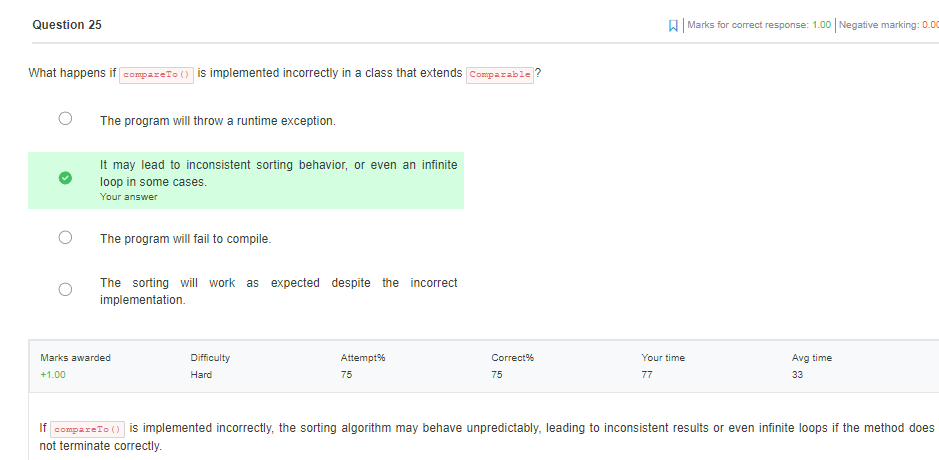 Question 25
Marks for correct response: 1.00 Negative marking: 0.00
What happens if compareTo() is implemented incorrectly in a class that extends Comparable?
The program will throw a runtime exception.
It may lead to inconsistent sorting behavior, or even an infinite
loop in some cases.
Your answer
The program will fail to compile.
The sorting will work as expected despite the incorrect
implementation.
Marks awarded Difficulty Attempt% Correct% Your time Avg time
+1.00 Hard 75 75 77 33
If compareTo() is implemented incorrectly, the sorting algorithm may behave unpredictably, leading to inconsistent results or even infinite loops if the method does
not terminate correctly.